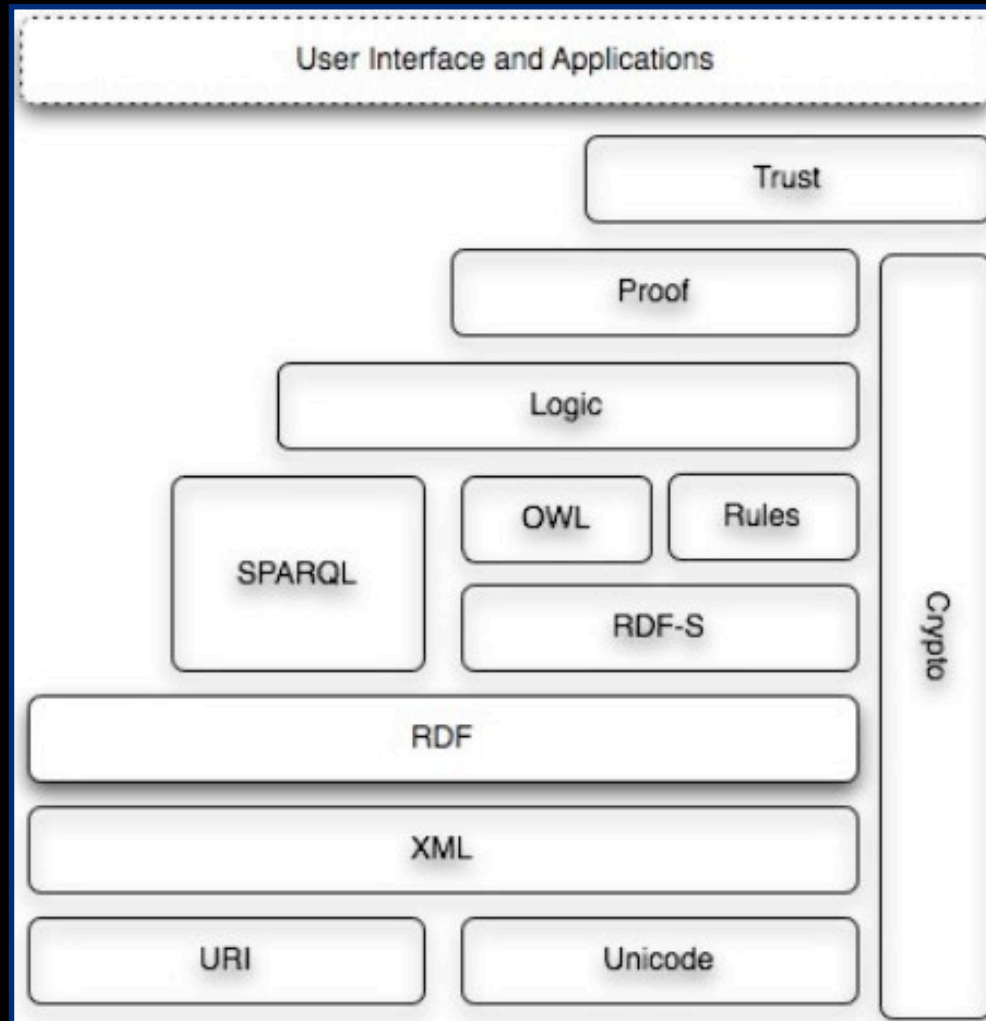 User Interface and Applications
Trust
Proof
Logic
SPARQL
OWL
Rules
RDF-S
Crypto
RDF
XML
URI
Unicode